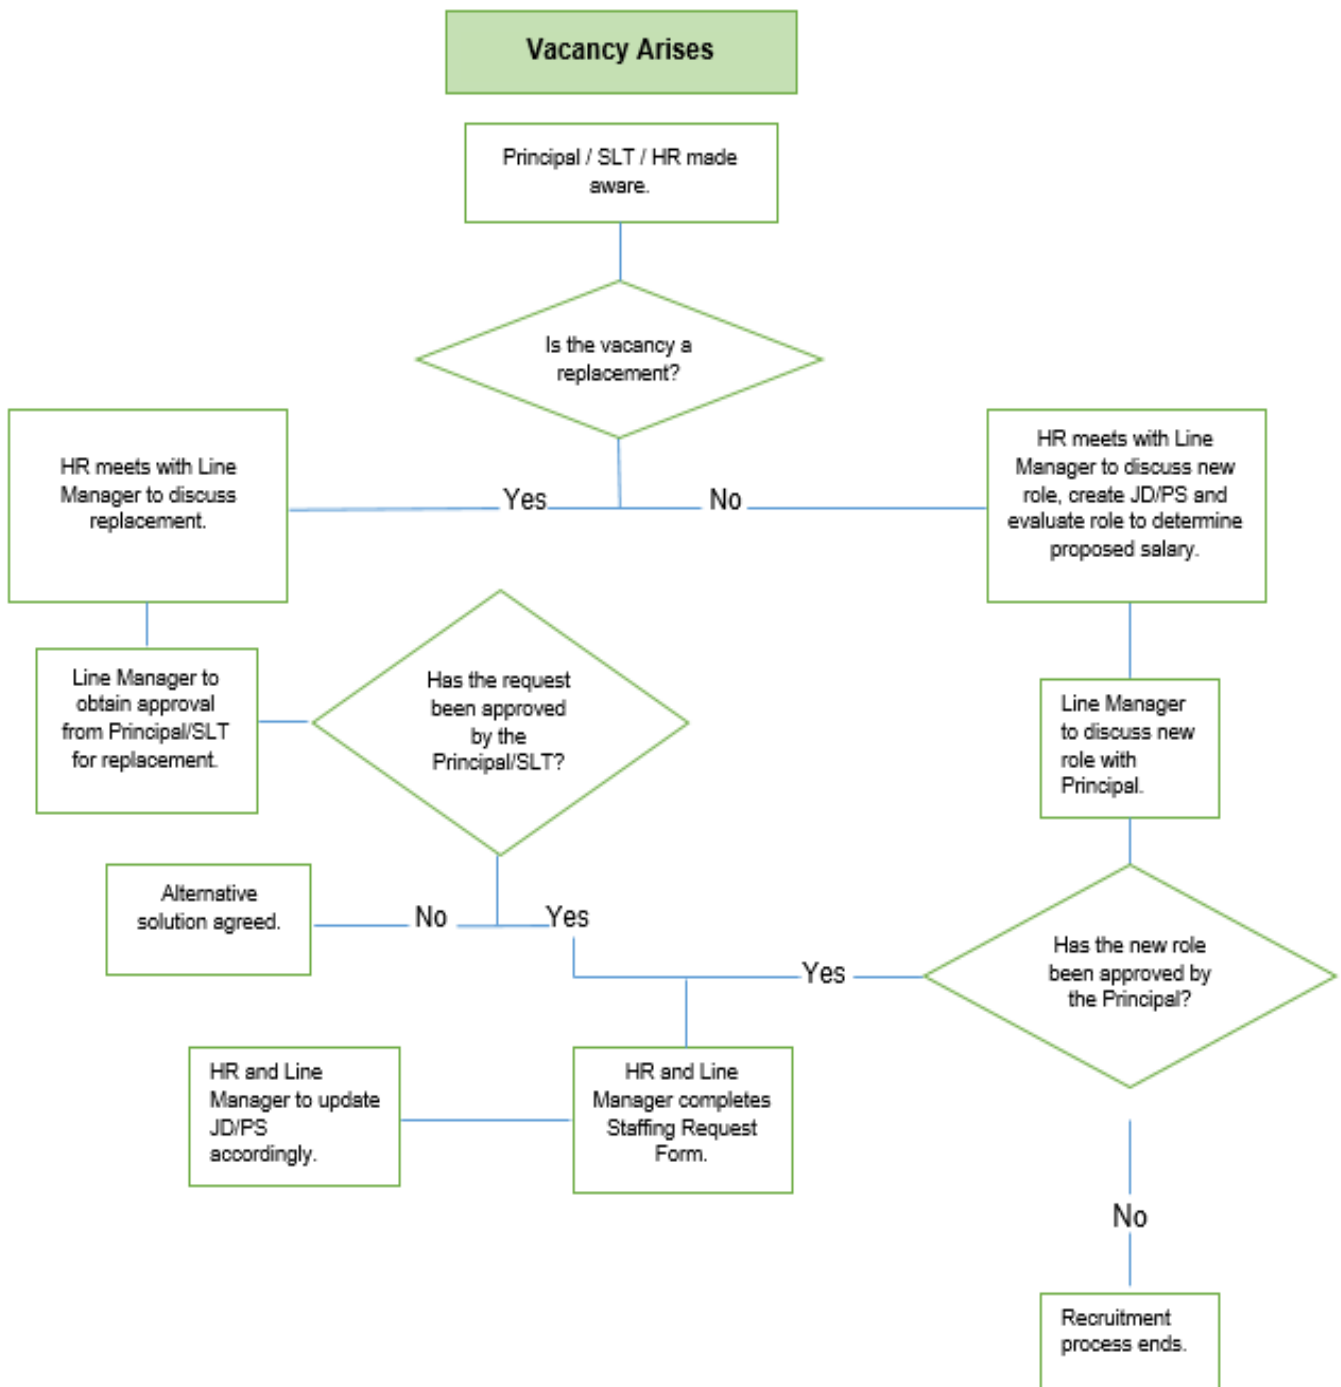 Vacancy Arises
Principal / SLT / HR made
aware.
Is the vacancy a
replacement?
HR meets with Line
Manager to discuss
replacement.
Yes
No
HR meets with Line
Manager to discuss new
role, create JD/PS and
evaluate role to determine
proposed salary.
Line Manager to
obtain approval
from Principal/SLT
for replacement.
Has the request
been approved
by the
Principal/SLT?
Line Manager
to discuss new
role with
Principal.
Alternative
solution agreed.
No
Yes
Yes
Has the new role
been approved by
the Principal?
HR and Line
Manager to update
JD/PS
accordingly.
HR and Line
Manager completes
Staffing Request
Form.
No
Recruitment
process ends.